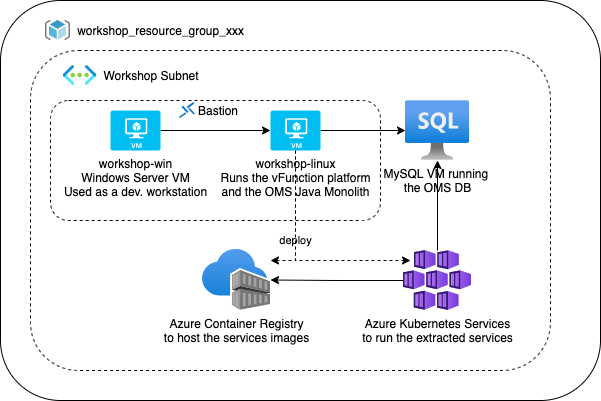 workshop_resource_group_xxx
Workshop Subnet
Bastion
VM
VM
SQL
workshop-win
Windows Server VM
Used as a dev. workstation
workshop-linux
Runs the vFunction platform
and the OMS Java Monolith
MySQL VM running
the OMS DB
deploy
Azure Container Registry
to host the services images
Azure Kubernetes Services
to run the extracted services